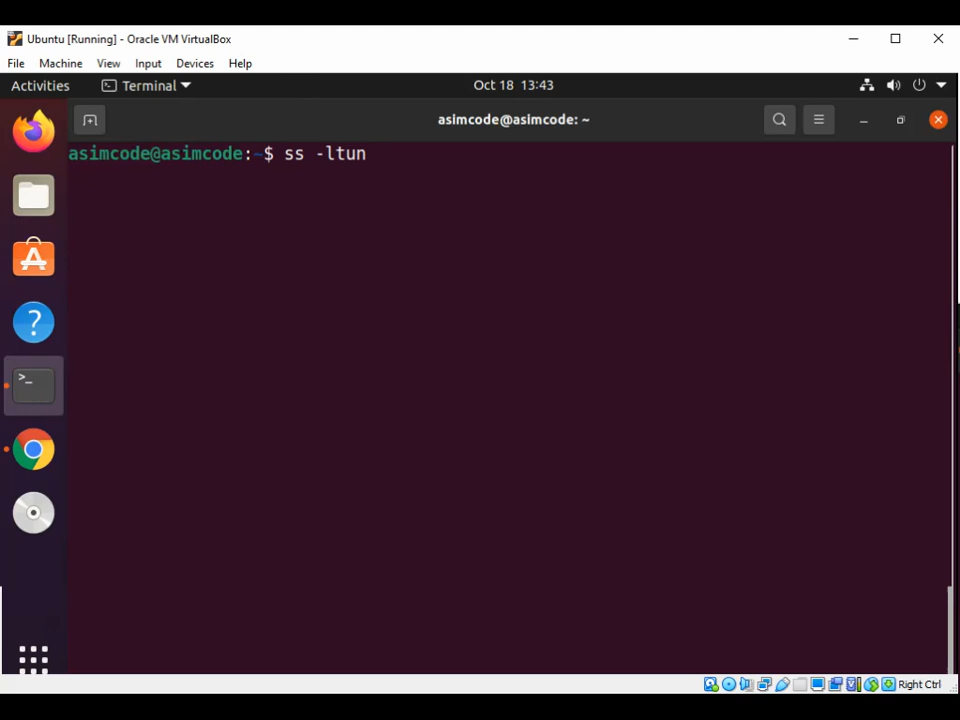 Ubuntu [Running] - Oracle VM VirtualBox
File Machine View Input Devices Help
Activities Terminal Oct 18 13:43
asimcode@asimcode: ~
asimcode@asimcode:~$ ss -ltun
Right Ctrl